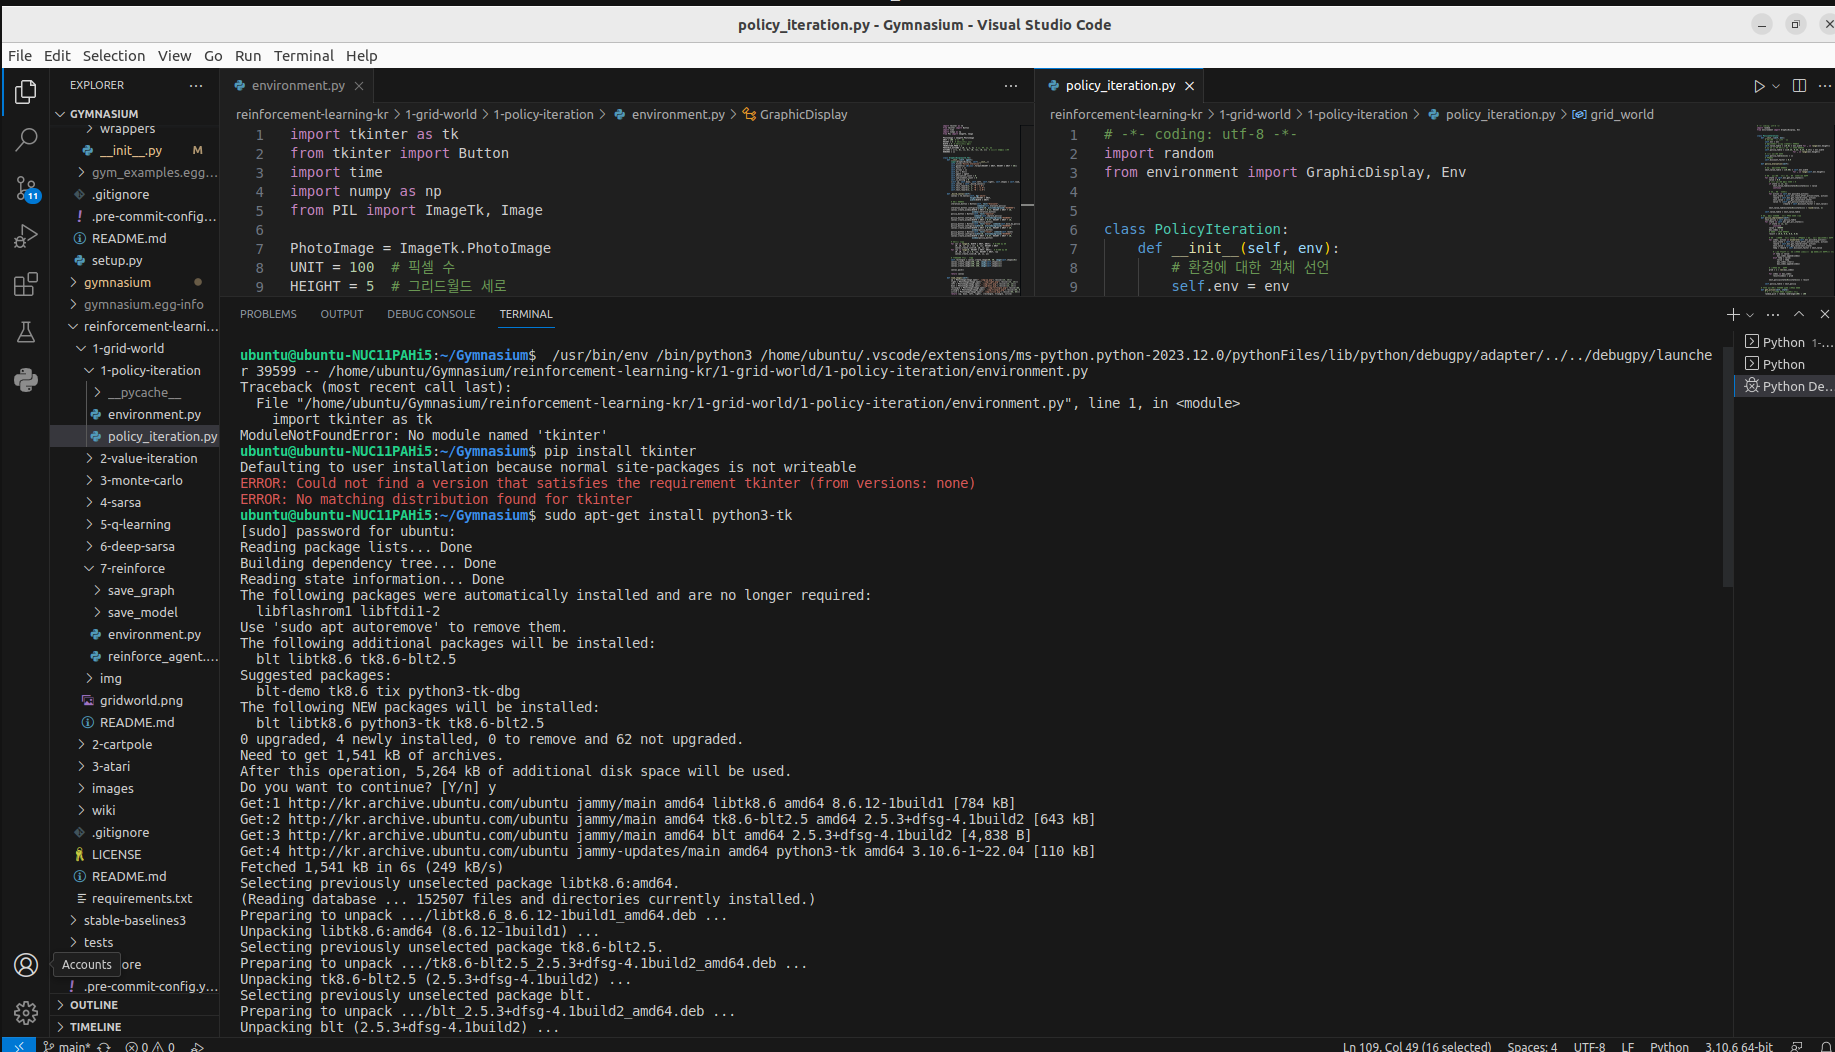 policy_iteration.py - Gymnasium - Visual Studio Code
File Edit Selection View Go Run Terminal Help
EXPLORER
GYMNASIUM
wrappers
__init__.py M
gym_examples.egg...
.gitignore
.pre-commit-config...
README.md
setup.py
gymnasium
gymnasium.egg-info
reinforcement-learni...
1-grid-world
1-policy-iteration
__pycache__
environment.py
policy_iteration.py
2-value-iteration
3-monte-carlo
4-sarsa
5-q-learning
6-deep-sarsa
7-reinforce
save_graph
save_model
environment.py
reinforce_agent....
img
gridworld.png
README.md
2-cartpole
3-atari
images
wiki
.gitignore
LICENSE
README.md
requirements.txt
stable-baselines3
tests
Accounts
ore
.pre-commit-config.y...
OUTLINE
TIMELINE
11
environment.py
reinforcement-learning-kr > 1-grid-world > 1-policy-iteration > environment.py > GraphicDisplay
1 import tkinter as tk
2 from tkinter import Button
3 import time
4 import numpy as np
5 from PIL import ImageTk, Image
6
7 PhotoImage = ImageTk.PhotoImage
8 UNIT = 100 # 픽셀 수
9 HEIGHT = 5 # 그리드월드 세로
policy_iteration.py
reinforcement-learning-kr > 1-grid-world > 1-policy-iteration > policy_iteration.py > grid_world
1 # -*- coding: utf-8 -*-
2 import random
3 from environment import GraphicDisplay, Env
4
5
6 class PolicyIteration:
7 def __init__(self, env):
8 # 환경에 대한 객체 선언
9 self.env = env
PROBLEMS OUTPUT DEBUG CONSOLE TERMINAL
ubuntu@ubuntu-NUC11PAHi5:~/Gymnasium$  /usr/bin/env /bin/python3 /home/ubuntu/.vscode/extensions/ms-python.python-2023.12.0/pythonFiles/lib/python/debugpy/adapter/../../debugpy/launche
r 39599 -- /home/ubuntu/Gymnasium/reinforcement-learning-kr/1-grid-world/1-policy-iteration/environment.py
Traceback (most recent call last):
File "/home/ubuntu/Gymnasium/reinforcement-learning-kr/1-grid-world/1-policy-iteration/environment.py", line 1, in <module>
import tkinter as tk
ModuleNotFoundError: No module named 'tkinter'
ubuntu@ubuntu-NUC11PAHi5:~/Gymnasium$ pip install tkinter
Defaulting to user installation because normal site-packages is not writeable
ERROR: Could not find a version that satisfies the requirement tkinter (from versions: none)
ERROR: No matching distribution found for tkinter
ubuntu@ubuntu-NUC11PAHi5:~/Gymnasium$ sudo apt-get install python3-tk
[sudo] password for ubuntu:
Reading package lists... Done
Building dependency tree... Done
Reading state information... Done
The following packages were automatically installed and are no longer required:
libflashrom1 libftdi1-2
Use 'sudo apt autoremove' to remove them.
The following additional packages will be installed:
blt libtk8.6 tk8.6-blt2.5
Suggested packages:
blt-demo tk8.6 tix python3-tk-dbg
The following NEW packages will be installed:
blt libtk8.6 python3-tk tk8.6-blt2.5
0 upgraded, 4 newly installed, 0 to remove and 62 not upgraded.
Need to get 1,541 kB of archives.
After this operation, 5,264 kB of additional disk space will be used.
Do you want to continue? [Y/n] y
Get:1 http://kr.archive.ubuntu.com/ubuntu jammy/main amd64 libtk8.6 amd64 8.6.12-1build1 [784 kB]
Get:2 http://kr.archive.ubuntu.com/ubuntu jammy/main amd64 tk8.6-blt2.5 amd64 2.5.3+dfsg-4.1build2 [643 kB]
Get:3 http://kr.archive.ubuntu.com/ubuntu jammy/main amd64 blt amd64 2.5.3+dfsg-4.1build2 [4,838 B]
Get:4 http://kr.archive.ubuntu.com/ubuntu jammy-updates/main amd64 python3-tk amd64 3.10.6-1~22.04 [110 kB]
Fetched 1,541 kB in 6s (249 kB/s)
Selecting previously unselected package libtk8.6:amd64.
(Reading database ... 152507 files and directories currently installed.)
Preparing to unpack .../libtk8.6_8.6.12-1build1_amd64.deb ...
Unpacking libtk8.6:amd64 (8.6.12-1build1) ...
Selecting previously unselected package tk8.6-blt2.5.
Preparing to unpack .../tk8.6-blt2.5_2.5.3+dfsg-4.1build2_amd64.deb ...
Unpacking tk8.6-blt2.5 (2.5.3+dfsg-4.1build2) ...
Selecting previously unselected package blt.
Preparing to unpack .../blt_2.5.3+dfsg-4.1build2_amd64.deb ...
Unpacking blt (2.5.3+dfsg-4.1build2) ...
Python 1-...
Python
Python De...
main* 0 0 Ln 109, Col 49 (16 selected) Spaces: 4 UTF-8 LF Python 3.10.6 64-bit